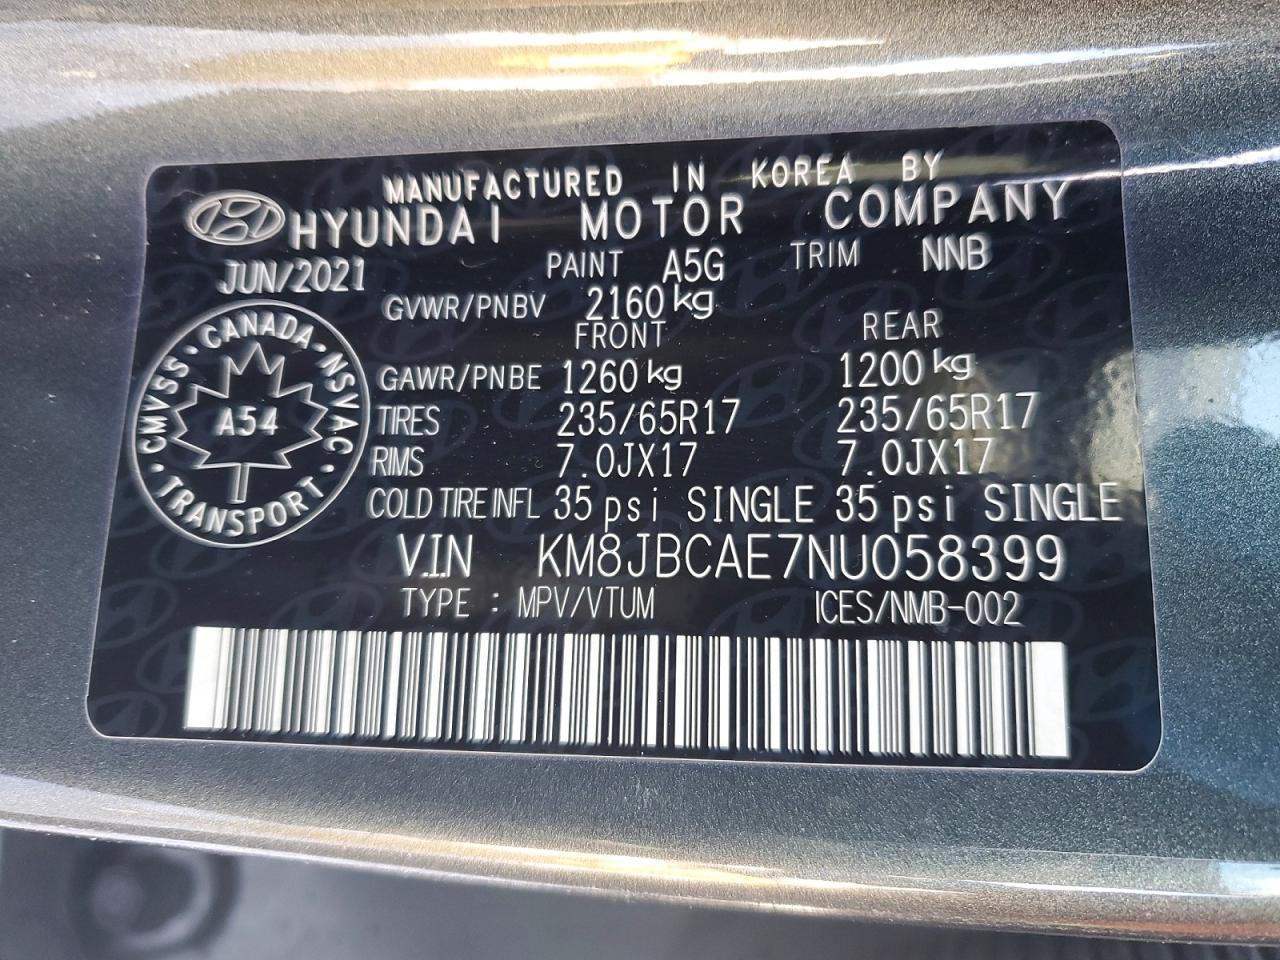 MANUFACTURED IN KOREA BY
HYUNDAI MOTOR COMPANY
JUN/2021 PAINT A5G TRIM NNB
GVWR/PNBV 2160 kg
FRONT REAR
GAWR/PNBE 1260 kg 1200 kg
TIRES 235/65R17 235/65R17
RIMS 7.0JX17 7.0JX17
COLD TIRE INFL 35 psi SINGLE 35 psi SINGLE
V.I.N KM8JBCAE7NU058399
TYPE : MPV/VTUM ICES/NMB-002
CMVSS · CANADA · NSVAC · TRANSPORT ·
A54